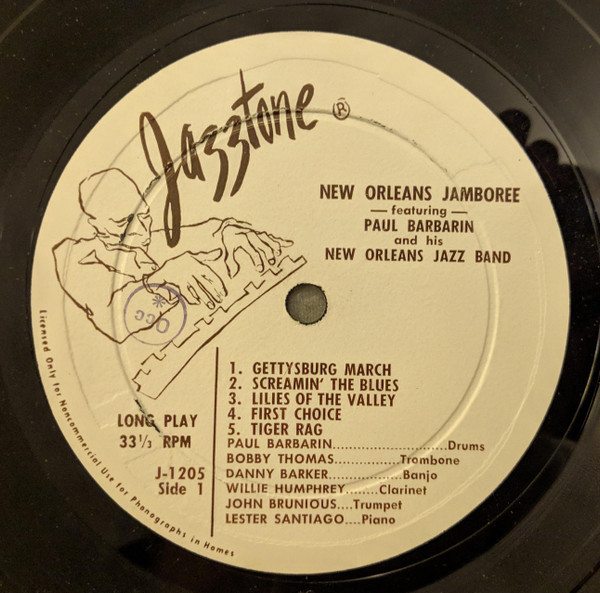 Jazztone ®
NEW ORLEANS JAMBOREE
— featuring —
PAUL BARBARIN
and his
NEW ORLEANS JAZZ BAND
Occ
*
1. GETTYSBURG MARCH
2. SCREAMIN' THE BLUES
3. LILIES OF THE VALLEY
4. FIRST CHOICE
5. TIGER RAG
LONG PLAY
33 1/3 RPM
J-1205
Side 1
PAUL BARBARIN......................Drums
BOBBY THOMAS.............Trombone
DANNY BARKER.................Banjo
WILLIE HUMPHREY........Clarinet
JOHN BRUNIOUS....Trumpet
LESTER SANTIAGO....Piano
Licensed Only for Noncommercial Use for Phonographs in Homes